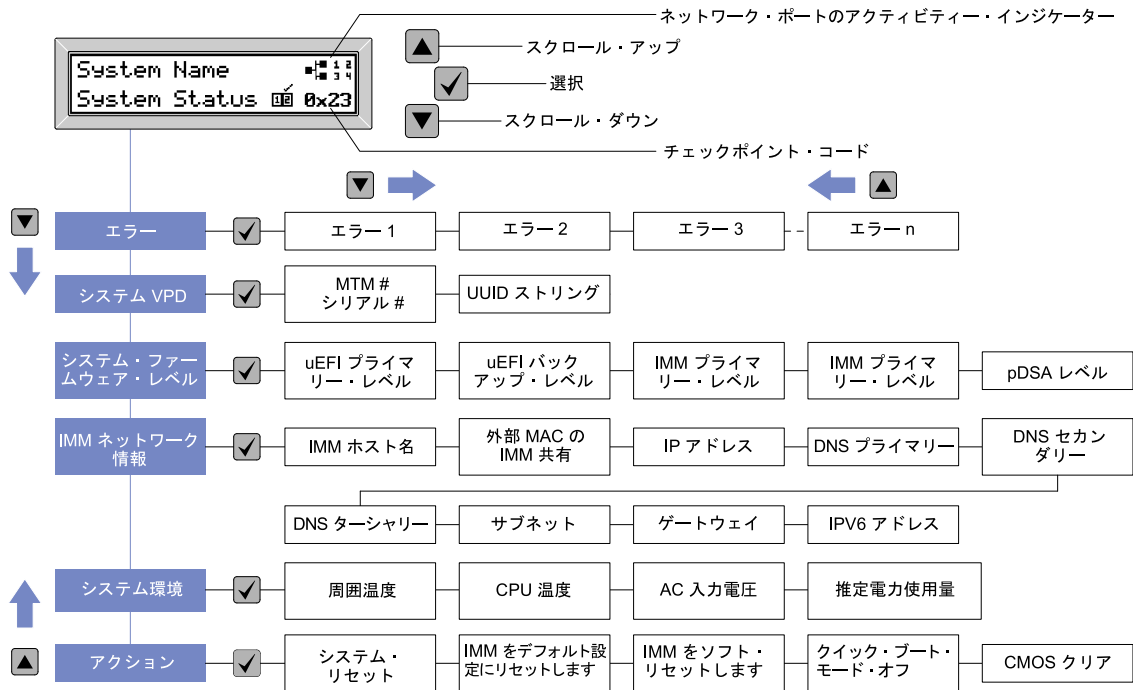 ネットワーク・ポートのアクティビティー・インジケーター
System Name 1 2
3 4
System Status 1 2 0x23
スクロール・アップ
選択
スクロール・ダウン
チェックポイント・コード
エラー
エラー 1
エラー 2
エラー 3
エラー n
システム VPD
MTM #
シリアル #
UUID ストリング
システム・ファー
ムウェア・レベル
uEFI プライマ
リー・レベル
uEFI バック
アップ・レベル
IMM プライマ
リー・レベル
IMM プライマ
リー・レベル
pDSA レベル
IMM ネットワーク
情報
IMM ホスト名
外部 MAC の
IMM 共有
IP アドレス
DNS プライマリー
DNS セカン
ダリー
DNS ターシャリー
サブネット
ゲートウェイ
IPV6 アドレス
システム環境
周囲温度
CPU 温度
AC 入力電圧
推定電力使用量
アクション
システム・
リセット
IMM をデフォルト設
定にリセットします
IMM をソフト・
リセットします
クイック・ブート・
モード・オフ
CMOS クリア